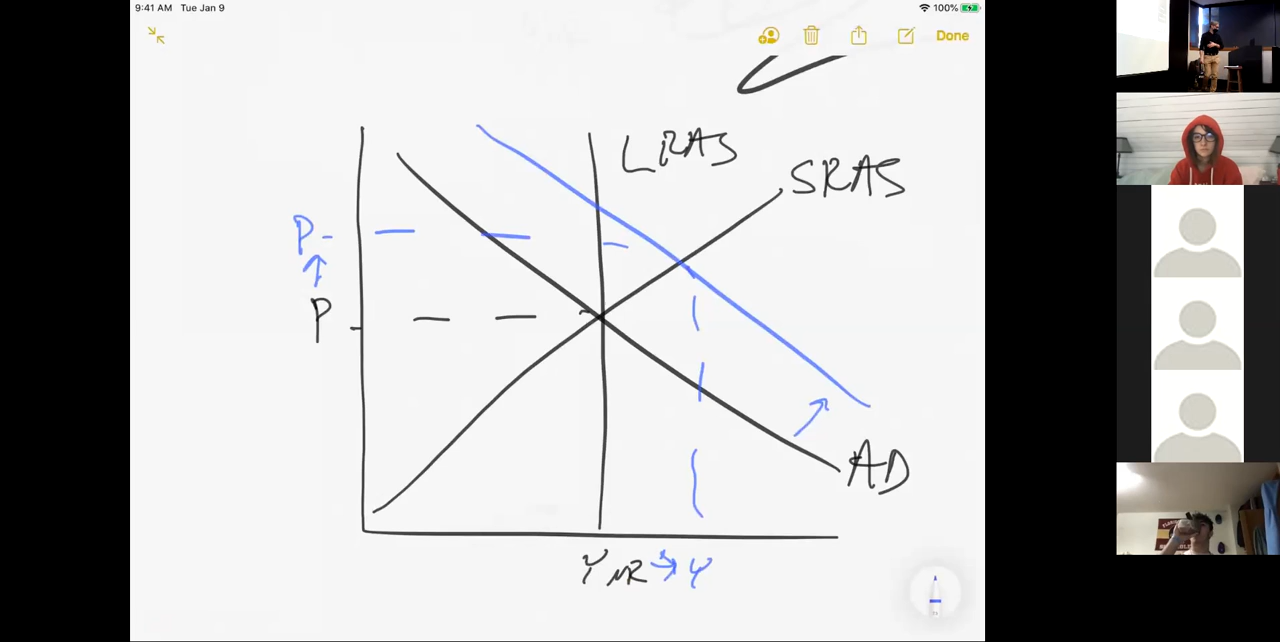 9:41 AM Tue Jan 9
100%
Done
LRAS
SRAS
P
P
AD
Y NR → Y